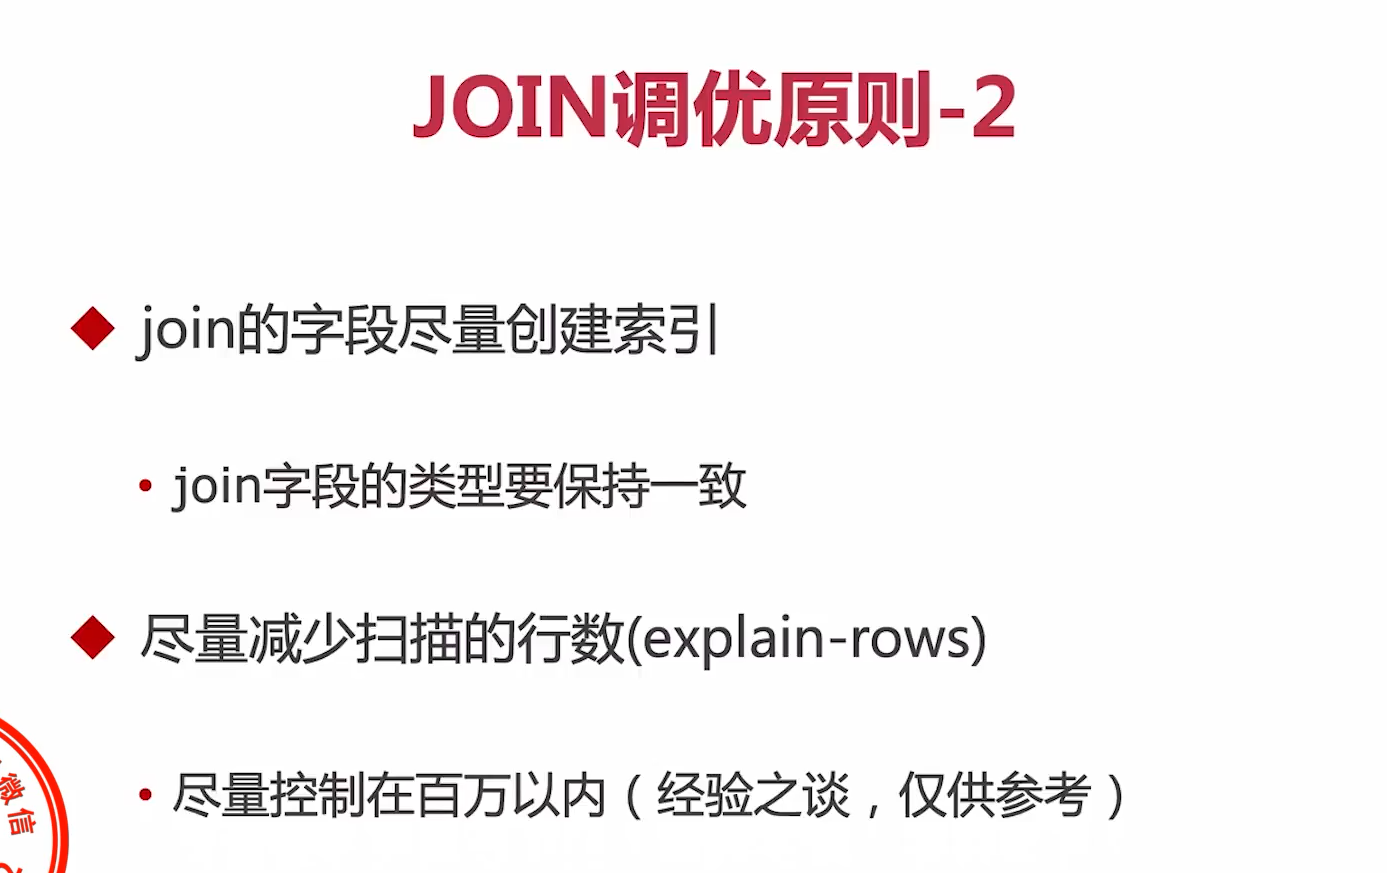 JOIN调优原则-2
join的字段尽量创建索引
join字段的类型要保持一致
尽量减少扫描的行数(explain-rows)
尽量控制在百万以内（经验之谈，仅供参考）
微信